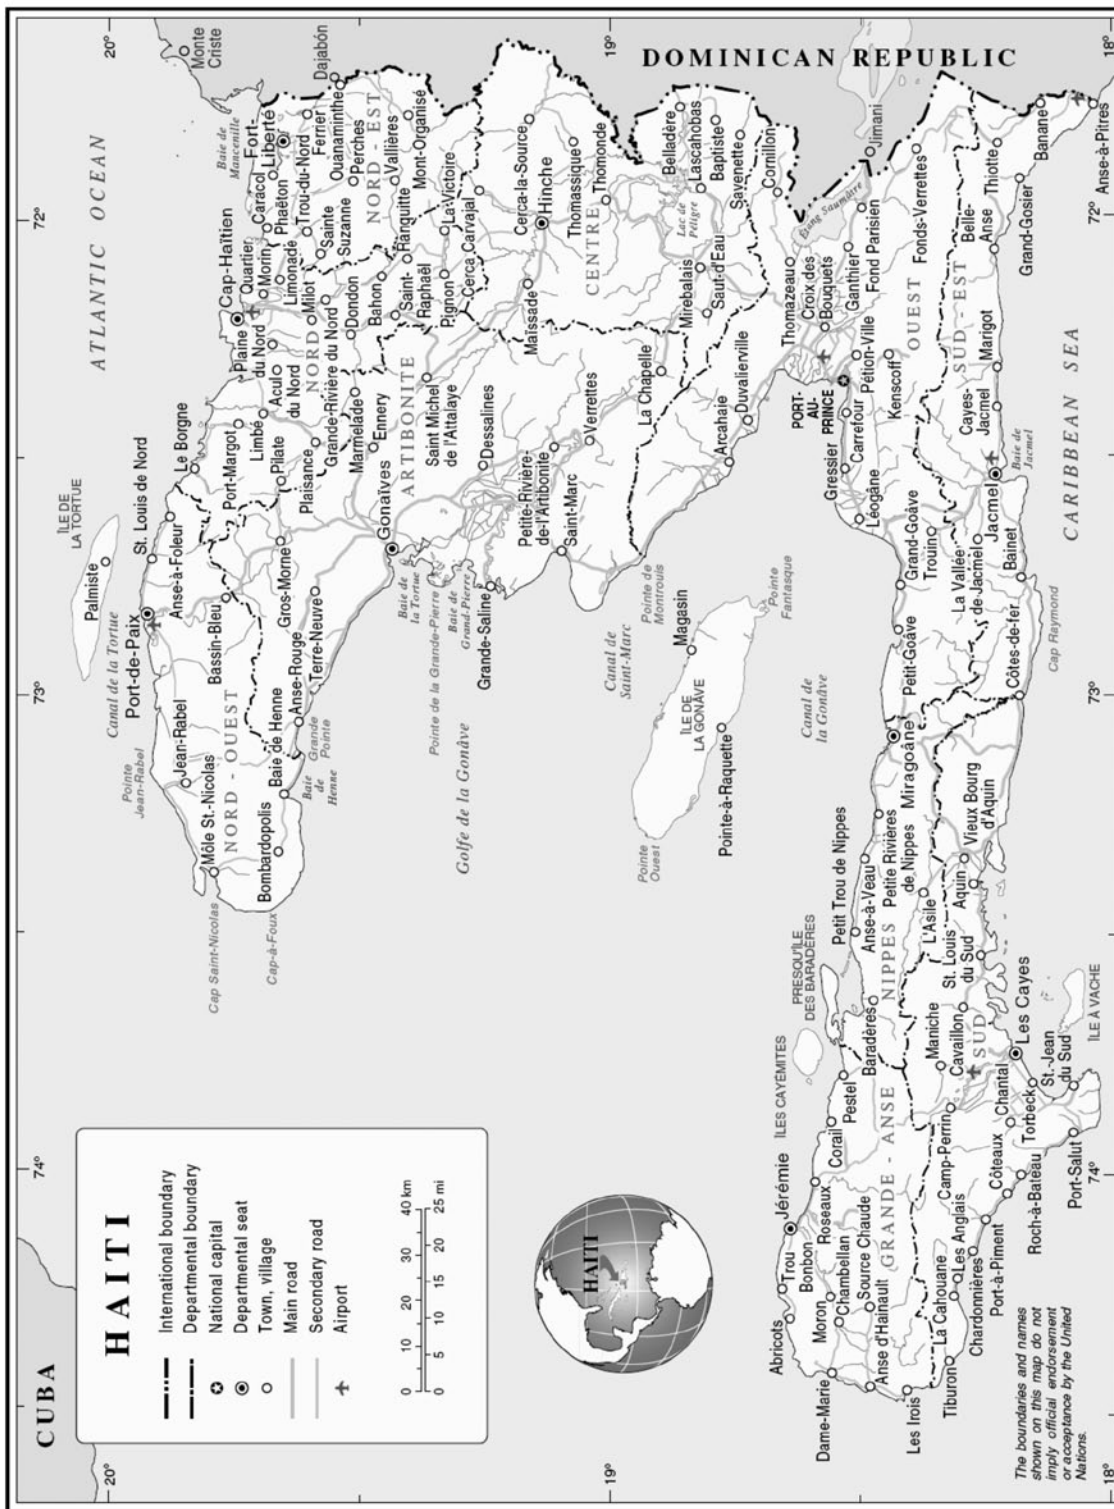 CUBA
HAITI
International boundary
Departmental boundary
National capital
Departmental seat
Town, village
Main road
Secondary road
Airport
0 10 20 30 40 km
0 5 10 15 20 25 mi
HAITI
74°
73°
72°
20°
19°
18°
20°
18°
74°
73°
72°
ATLANTIC OCEAN
ÎLE DE
LA TORTUE
Palmiste
Canal de la Tortue
Monte
Criste
Dajabón
Baie de
Mancenille
Pointe
Jean-Rabel
Port-de-Paix
St. Louis de Nord
Anse-à-Foleur
Le Borgne
Jean-Rabel
Môle St.-Nicolas
Cap Saint-Nicolas
NORD - OUEST
Bassin-Bleu
Port-Margot
Bombardopolis
Cap-à-Foux
Baie de Henne
Baie
de
Henne
Anse-Rouge
Grande
Pointe
Terre-Neuve
Gros-Morne
Limbé
Pilate
Plaisance
Acul
du Nord
Plaine
du Nord
Cap-Haïtien
Quartier
Morin
Caracol
Limonade
Phaëton
Fort-
Liberté
Trou-du-Nord
Ferrier
Ouanaminthe
Milot
NORD
Grande-Rivière du Nord
Sainte
Suzanne
Perches
NORD - EST
Vallières
Mont-Organisé
Dondon
Bahon
Ranquitte
Saint-
Raphaël
Marmelade
Ennery
Gonaïves
ARTIBONITE
Saint Michel
de l'Attalaye
Pignon
La Victoire
Cerca Carvajal
Cerca-la-Source
Hinche
Thomassique
Thomonde
CENTRE
Maïssade
Baie de
la Tortue
Pointe de la Grande-Pierre
Baie de
Grand-Pierre
Grande-Saline
Dessalines
Petite-Rivière-
de-l'Artibonite
Verrettes
Saint-Marc
Golfe de la Gonâve
Canal de
Saint-Marc
La Chapelle
Mirebalais
Saut-d'Eau
Lac de
Péligre
Belladère
Lascahobas
Baptiste
Savenette
DOMINICAN REPUBLIC
Pointe de
Montrouis
Magasin
ÎLE DE
LA GONÂVE
Pointe
Ouest
Pointe-à-Raquette
Pointe
Fantasque
Canal de
la Gonâve
Arcahaie
Duvalierville
Thomazeau
Cornillon
Croix des
Bouquets
Étang Saumâtre
Jimani
PORT-
AU-
PRINCE
Gressier
Carrefour
Pétion-Ville
Ganthier
Fond Parisien
Fonds-Verrettes
Kenscoff
OUEST
Léogâne
Grand-Goâve
Petit-Goâve
Trouin
SUD - EST
La Vallée
de Jacmel
Jacmel
Cayes-
Jacmel
Marigot
Belle-
Anse
Thiotte
Grand-Gosier
Banane
Anse-à-Pitres
Baie de
Jacmel
Bainet
Côtes-de-fer
Cap Raymond
CARIBBEAN SEA
Miragoâne
Petite Rivières
de Nippes
Anse-à-Veau
Petit Trou de Nippes
NIPPES
L'Asile
Baradères
PRESQU'ÎLE
DES BARADÈRES
ÎLES CAYÉMITES
Vieux Bourg
d'Aquin
Aquin
St. Louis
du Sud
Cavaillon
Maniche
SUD
Les Cayes
Chantal
Torbeck
St.-Jean
du Sud
ÎLE À VACHE
Port-Salut
Roch-à-Bateau
Côteaux
Port-à-Piment
Chardonnières
Les Anglais
La Cahouane
Tiburon
Camp-Perrin
GRANDE - ANSE
Pestel
Corail
Roseaux
Jérémie
Trou
Bonbon
Abricots
Moron
Chambellan
Source Chaude
Anse d'Hainault
Dame-Marie
Les Irois
The boundaries and names
shown on this map do not
imply official endorsement
or acceptance by the United
Nations.